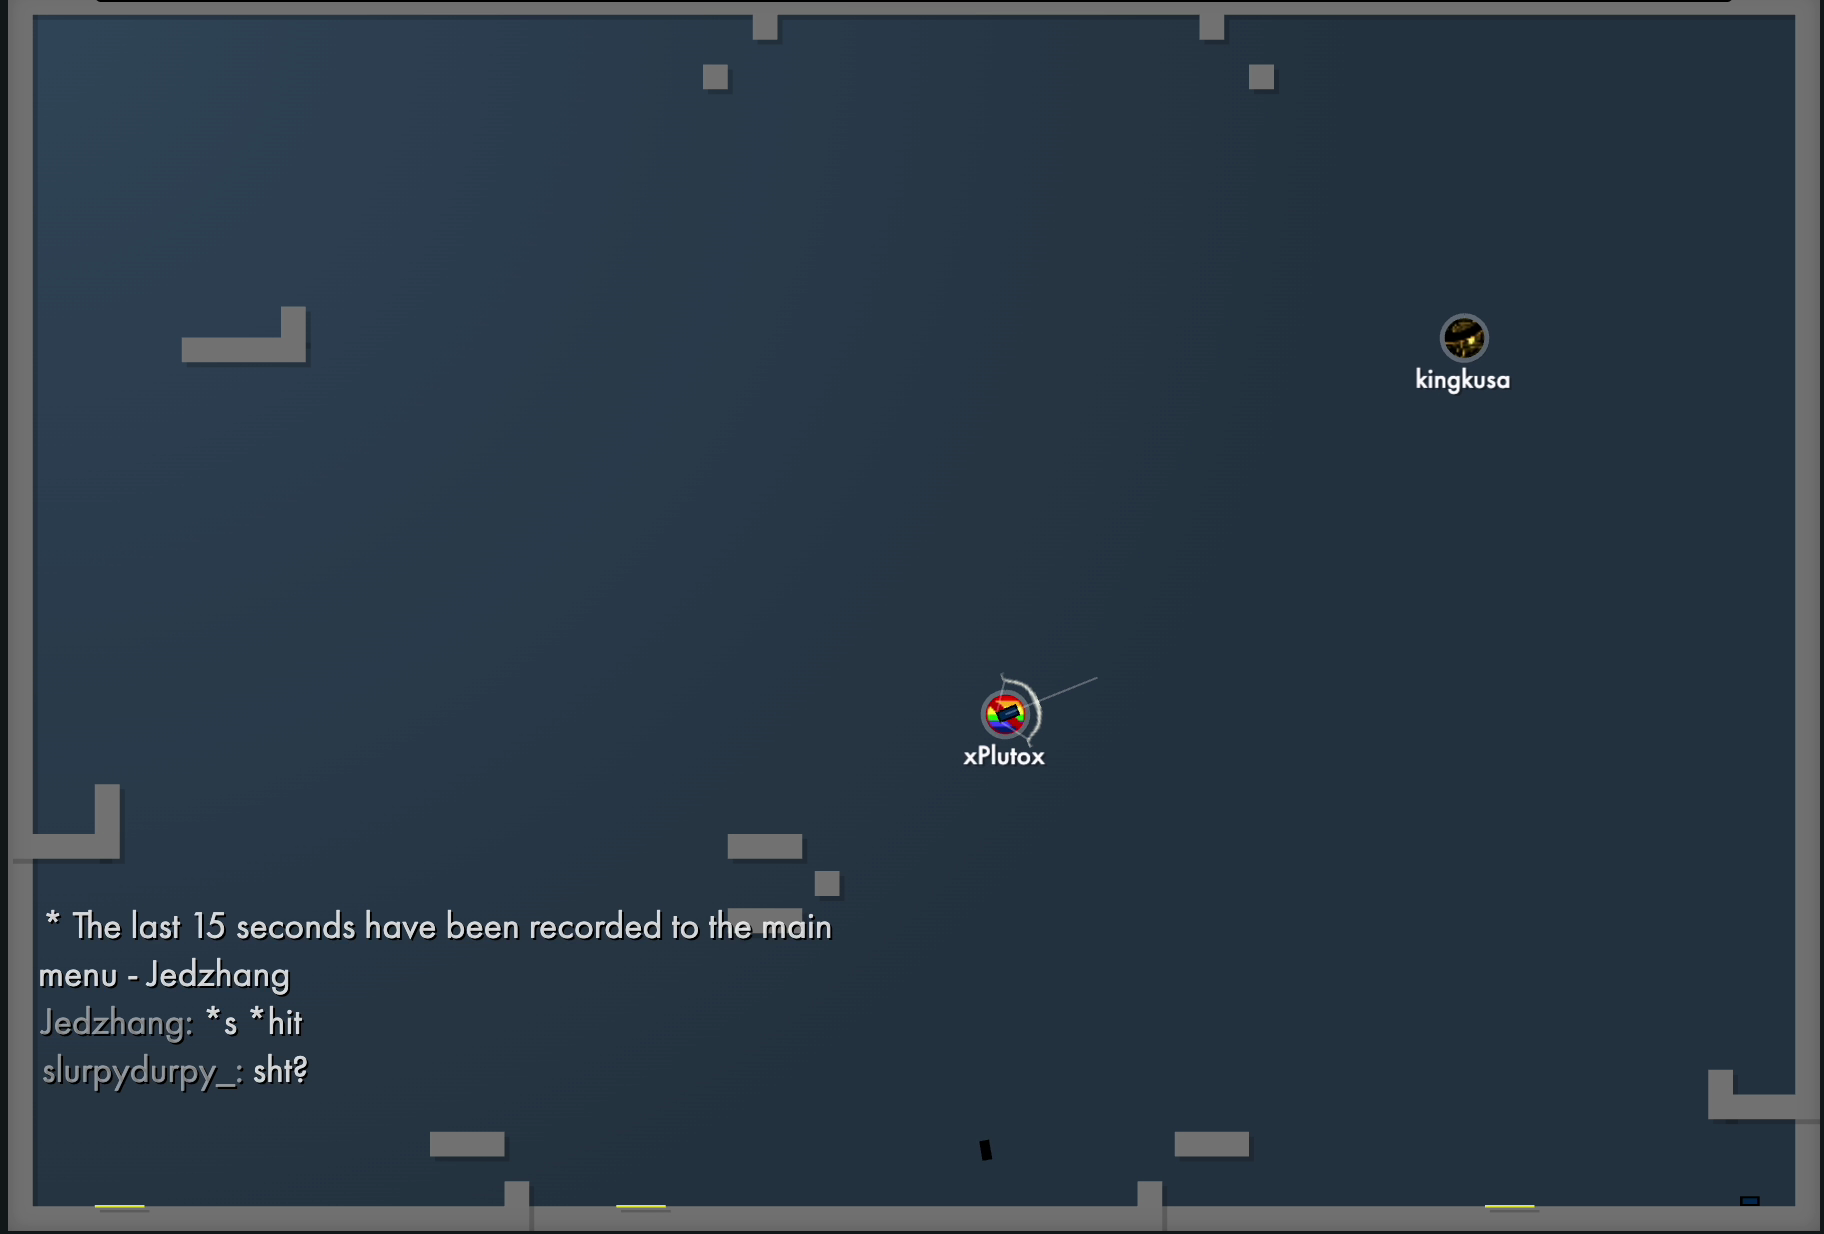 kingkusa
xPlutox
* The last 15 seconds have been recorded to the main
menu - Jedzhang
Jedzhang: *s *hit
slurpydurpy_: sht?